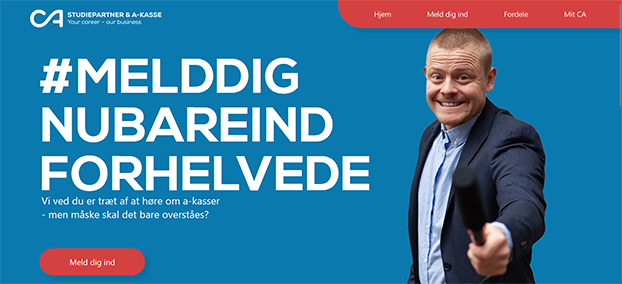 CA STUDIEPARTNER & A-KASSE
Your career – our business
Hjem Meld dig ind Fordele Mit CA
#MELDDIG
NUBAREIND
FORHELVEDE
Vi ved du er træt af at høre om a-kasser
- men måske skal det bare overståes?
Meld dig ind